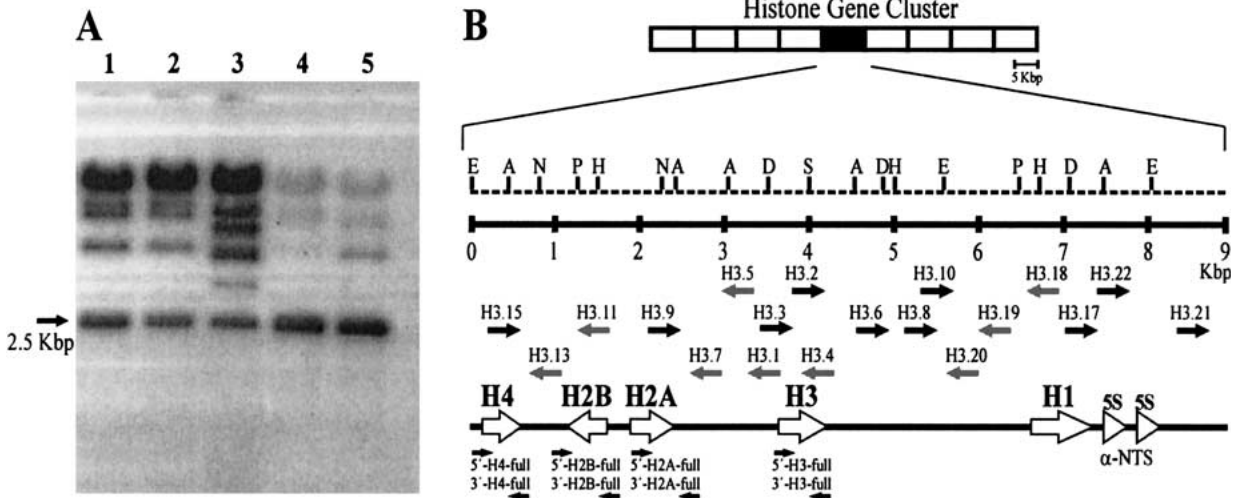 A
1 2 3 4 5
2.5 Kbp
B
Histone Gene Cluster
5 Kbp
E A N P H N A A D S A D H E P H D A E
0 1 2 3 4 5 6 7 8 9
Kbp
H3.5 H3.2 H3.10 H3.18 H3.22
H3.15 H3.11 H3.9 H3.3 H3.6 H3.8 H3.19 H3.17 H3.21
H3.13 H3.7 H3.1 H3.4 H3.20
H4 H2B H2A H3 H1 5S 5S
α-NTS
5´-H4-full 5´-H2B-full 5´-H2A-full 5´-H3-full
3´-H4-full 3´-H2B-full 3´-H2A-full 3´-H3-full